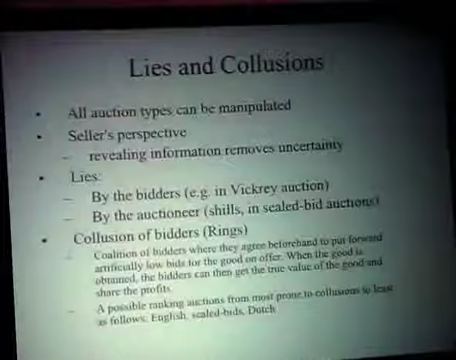 Lies and Collusions
• All auction types can be manipulated
• Seller's perspective
– revealing information removes uncertainty
• Lies:
– By the bidders (e.g. in Vickrey auction)
– By the auctioneer (shills, in sealed-bid auctions)
• Collusion of bidders (Rings)
– Coalition of bidders where they agree beforehand to put forward
artificially low bids for the good on offer. When the good is
obtained, the bidders can then get the true value of the good and
share the profits
– A possible ranking auctions from most prone to collusions to least
as follows: English, sealed-bids, Dutch